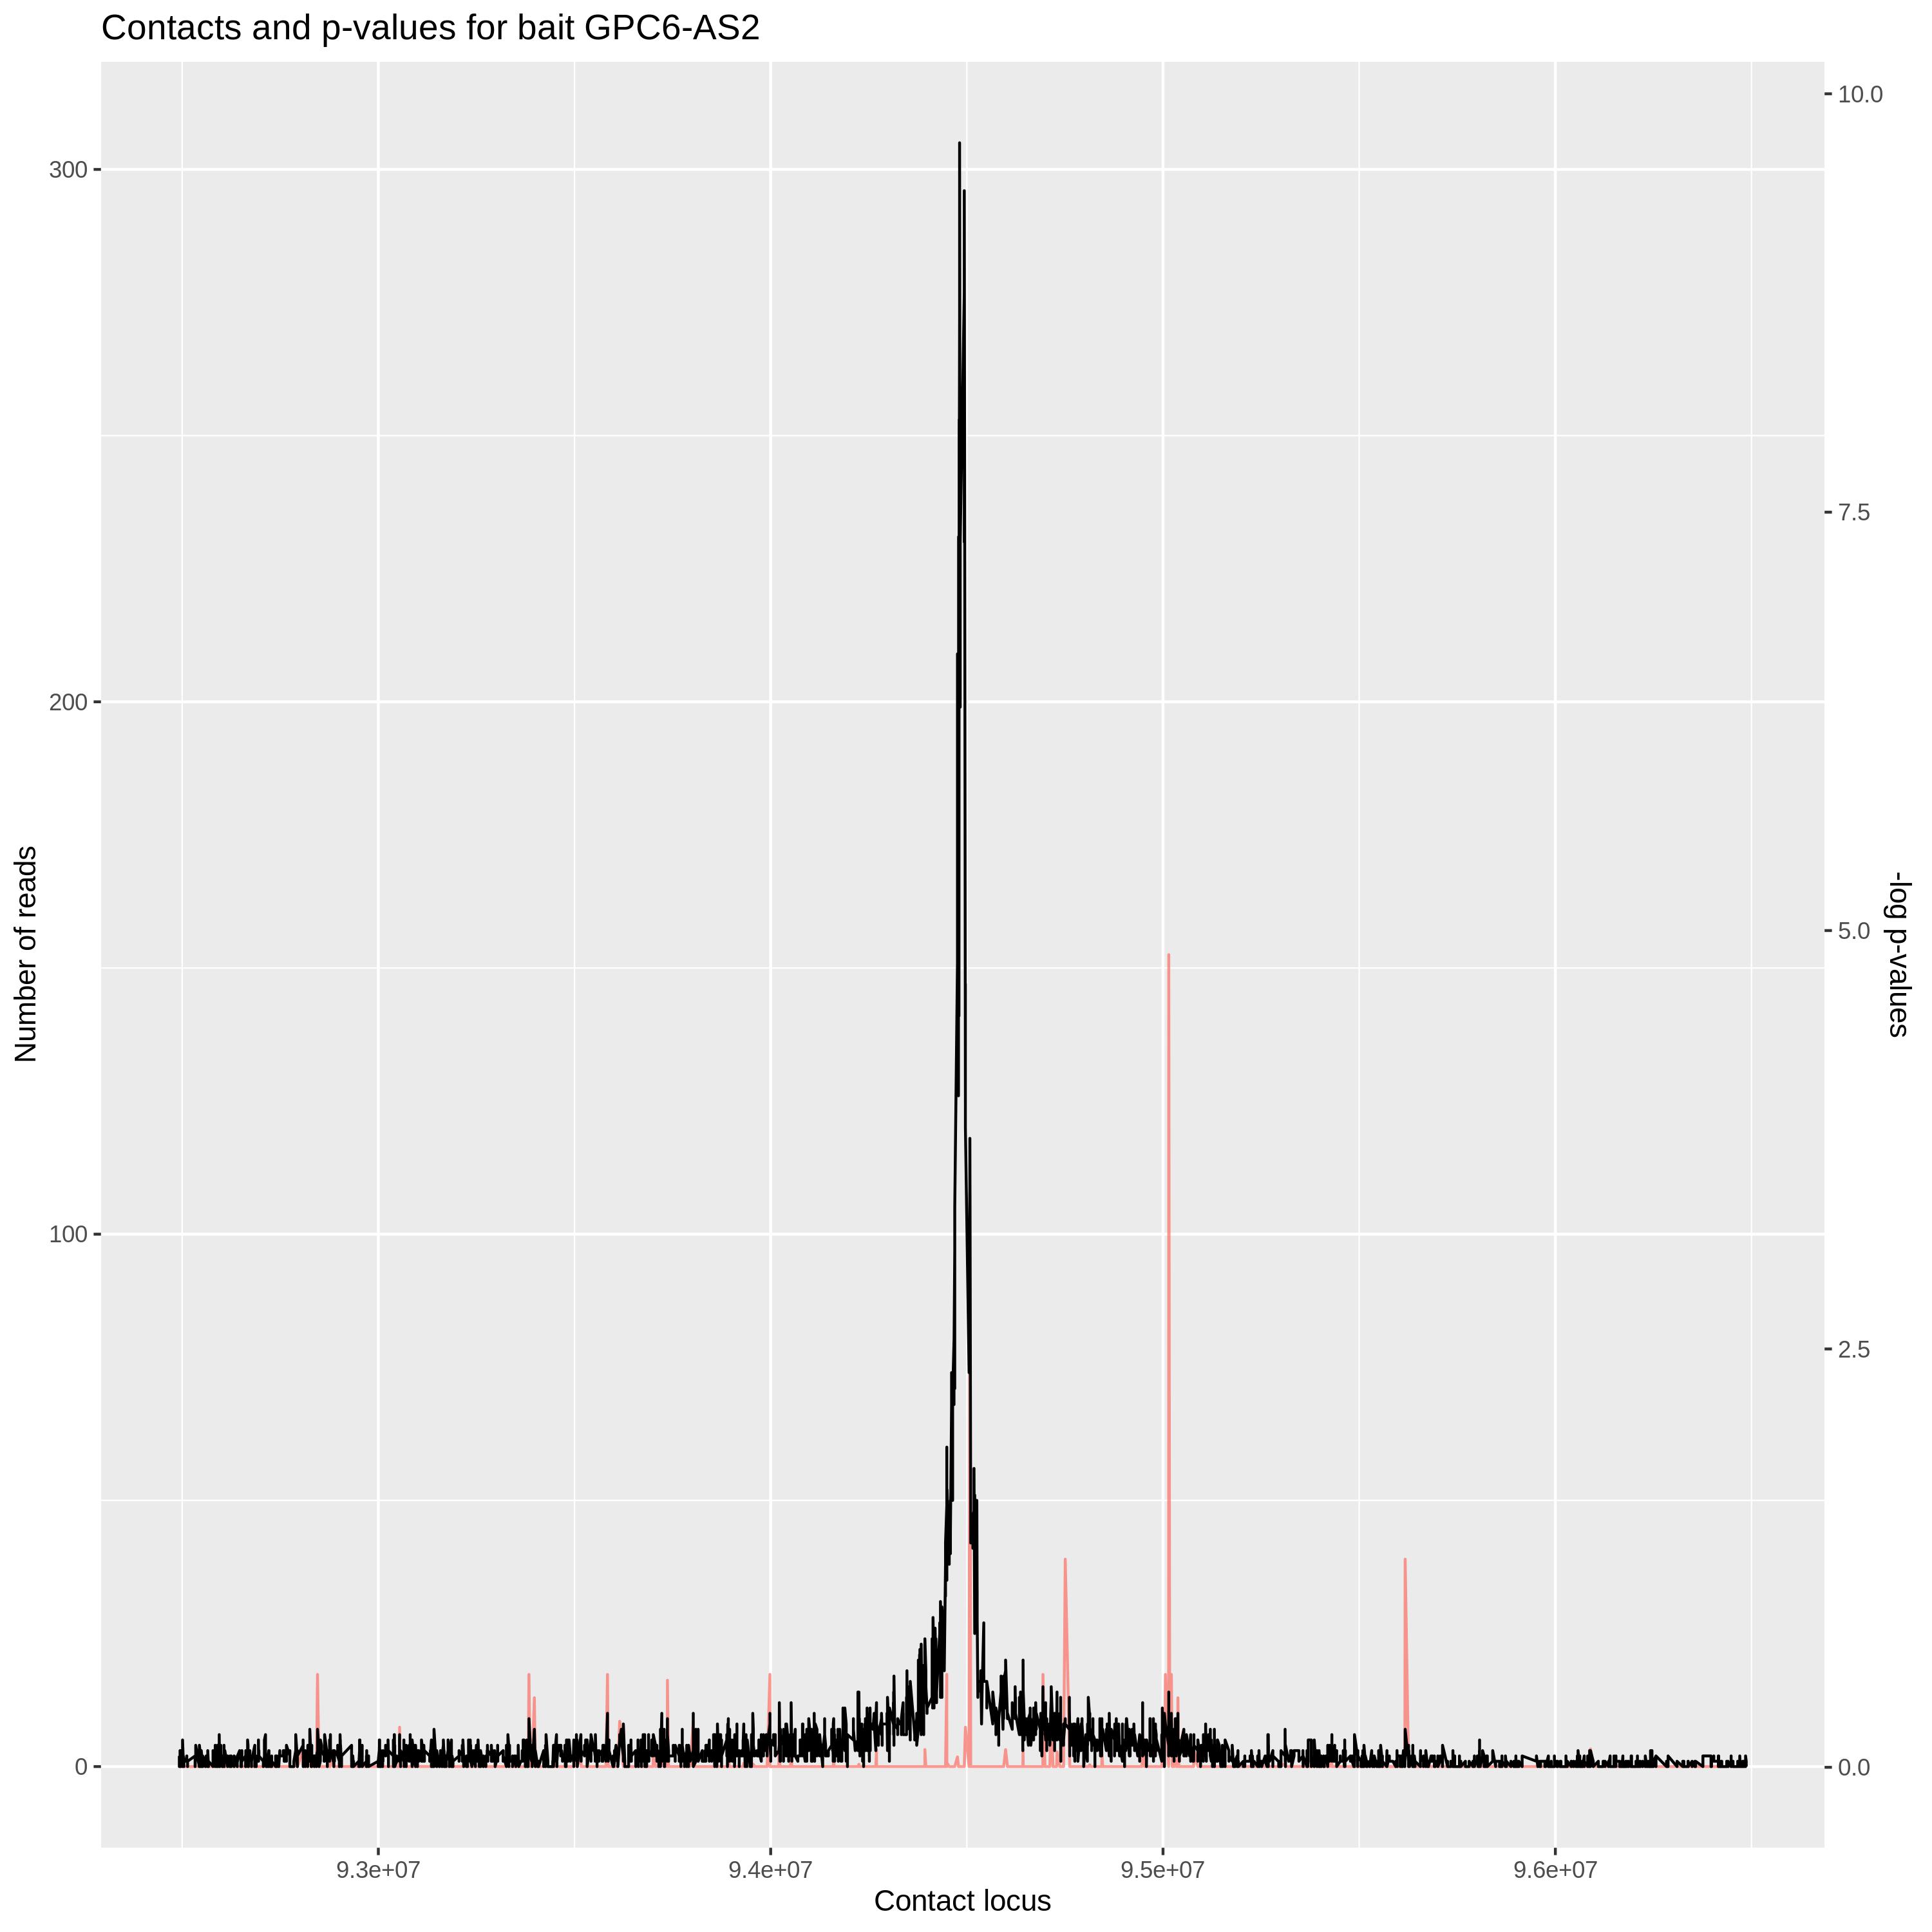 Contacts and p-values for bait GPC6-AS2
300
200
100
0
Number of reads
10.0
7.5
5.0
2.5
0.0
-log p-values
9.3e+07
9.4e+07
9.5e+07
9.6e+07
Contact locus